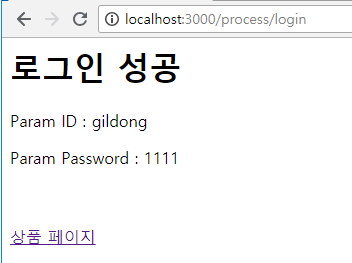 localhost:3000/process/login
로그인 성공
Param ID : gildong
Param Password : 1111
상품 페이지